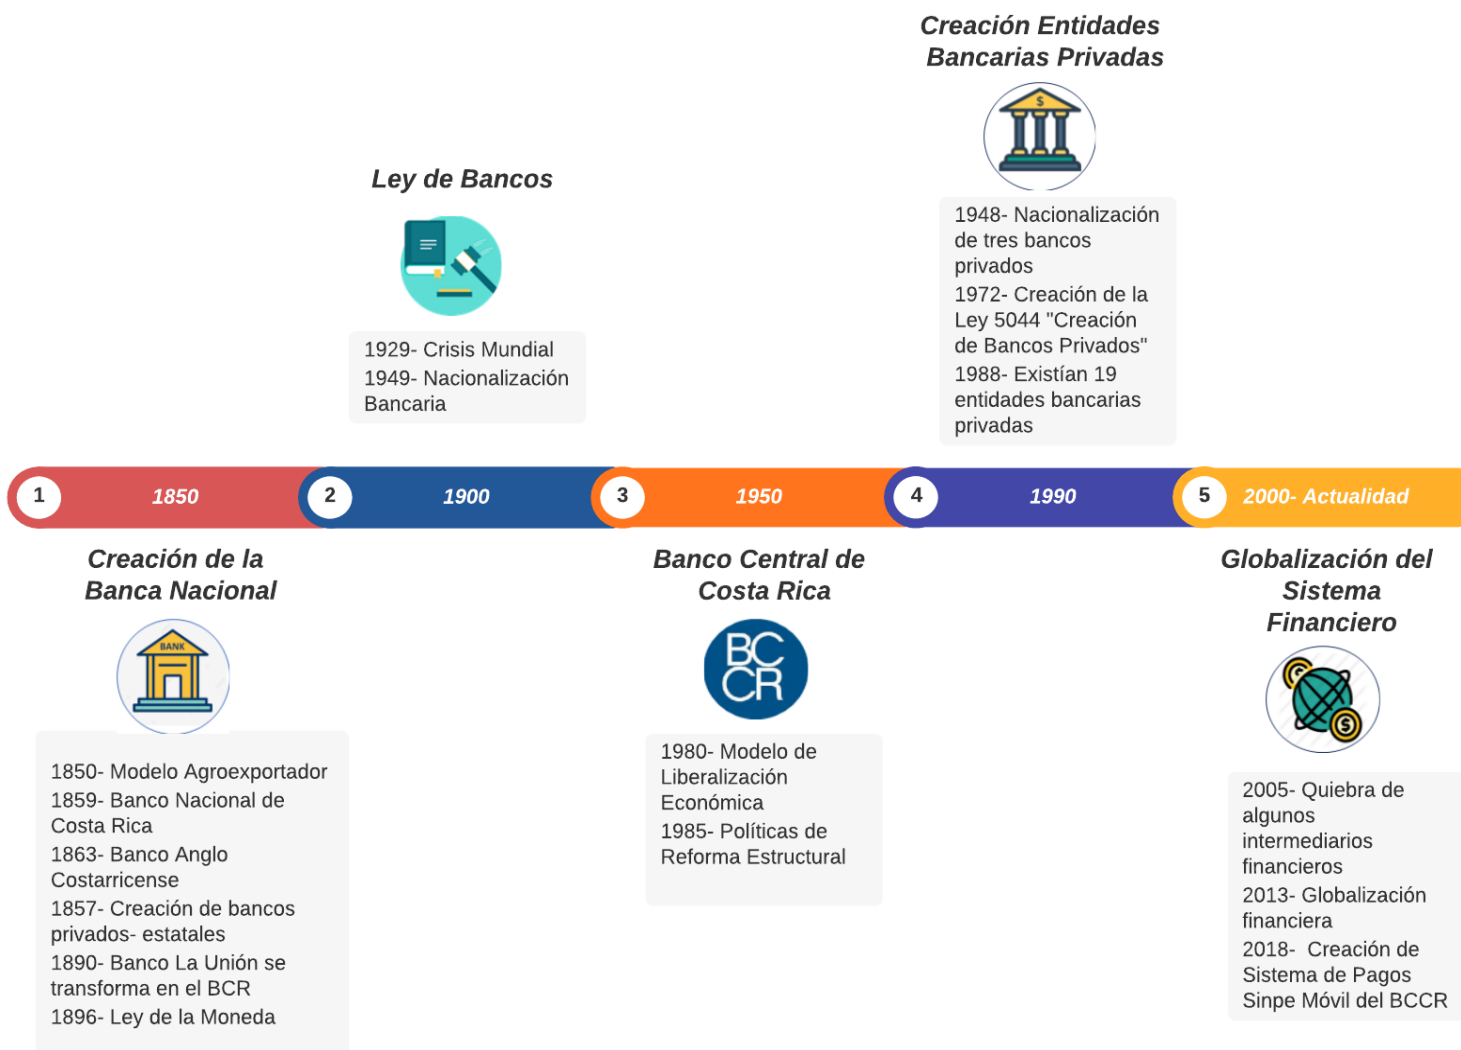 Creación Entidades
Bancarias Privadas
$
1948- Nacionalización
de tres bancos
privados
1972- Creación de la
Ley 5044 "Creación
de Bancos Privados"
1988- Existían 19
entidades bancarias
privadas
Ley de Bancos
1929- Crisis Mundial
1949- Nacionalización
Bancaria
1 1850 2 1900 3 1950 4 1990 5 2000- Actualidad
Creación de la
Banca Nacional
BANK
1850- Modelo Agroexportador
1859- Banco Nacional de
Costa Rica
1863- Banco Anglo
Costarricense
1857- Creación de bancos
privados- estatales
1890- Banco La Unión se
transforma en el BCR
1896- Ley de la Moneda
Banco Central de
Costa Rica
BC
CR
1980- Modelo de
Liberalización
Económica
1985- Políticas de
Reforma Estructural
Globalización del
Sistema
Financiero
$
2005- Quiebra de
algunos
intermediarios
financieros
2013- Globalización
financiera
2018- Creación de
Sistema de Pagos
Sinpe Móvil del BCCR